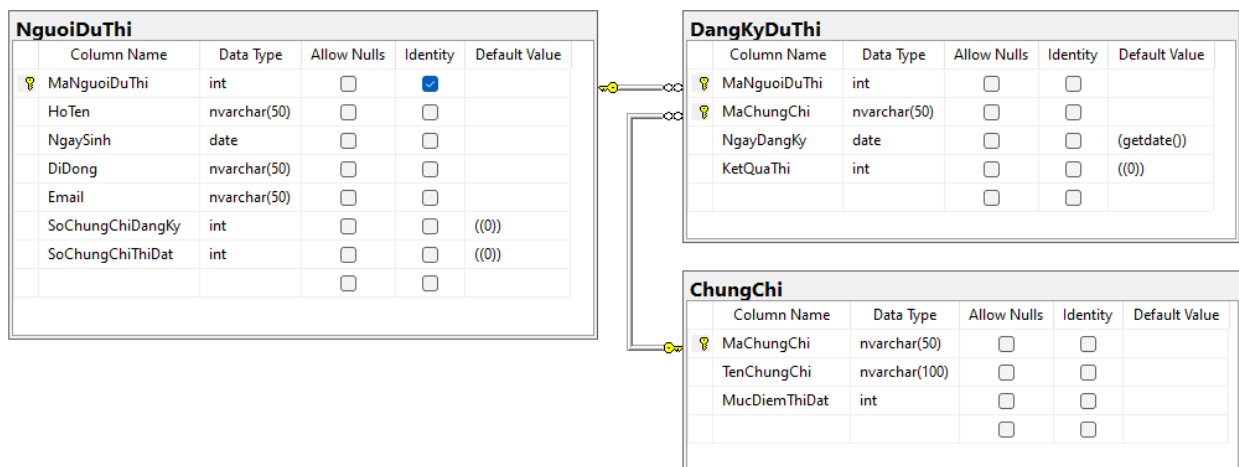 NguoiDuThi
Column Name Data Type Allow Nulls Identity Default Value
MaNguoiDuThi int
HoTen nvarchar(50)
NgaySinh date
DiDong nvarchar(50)
Email nvarchar(50)
SoChungChiDangKy int ((0))
SoChungChiThiDat int ((0))
DangKyDuThi
Column Name Data Type Allow Nulls Identity Default Value
MaNguoiDuThi int
MaChungChi nvarchar(50)
NgayDangKy date (getdate())
KetQuaThi int ((0))
ChungChi
Column Name Data Type Allow Nulls Identity Default Value
MaChungChi nvarchar(50)
TenChungChi nvarchar(100)
MucDiemThiDat int